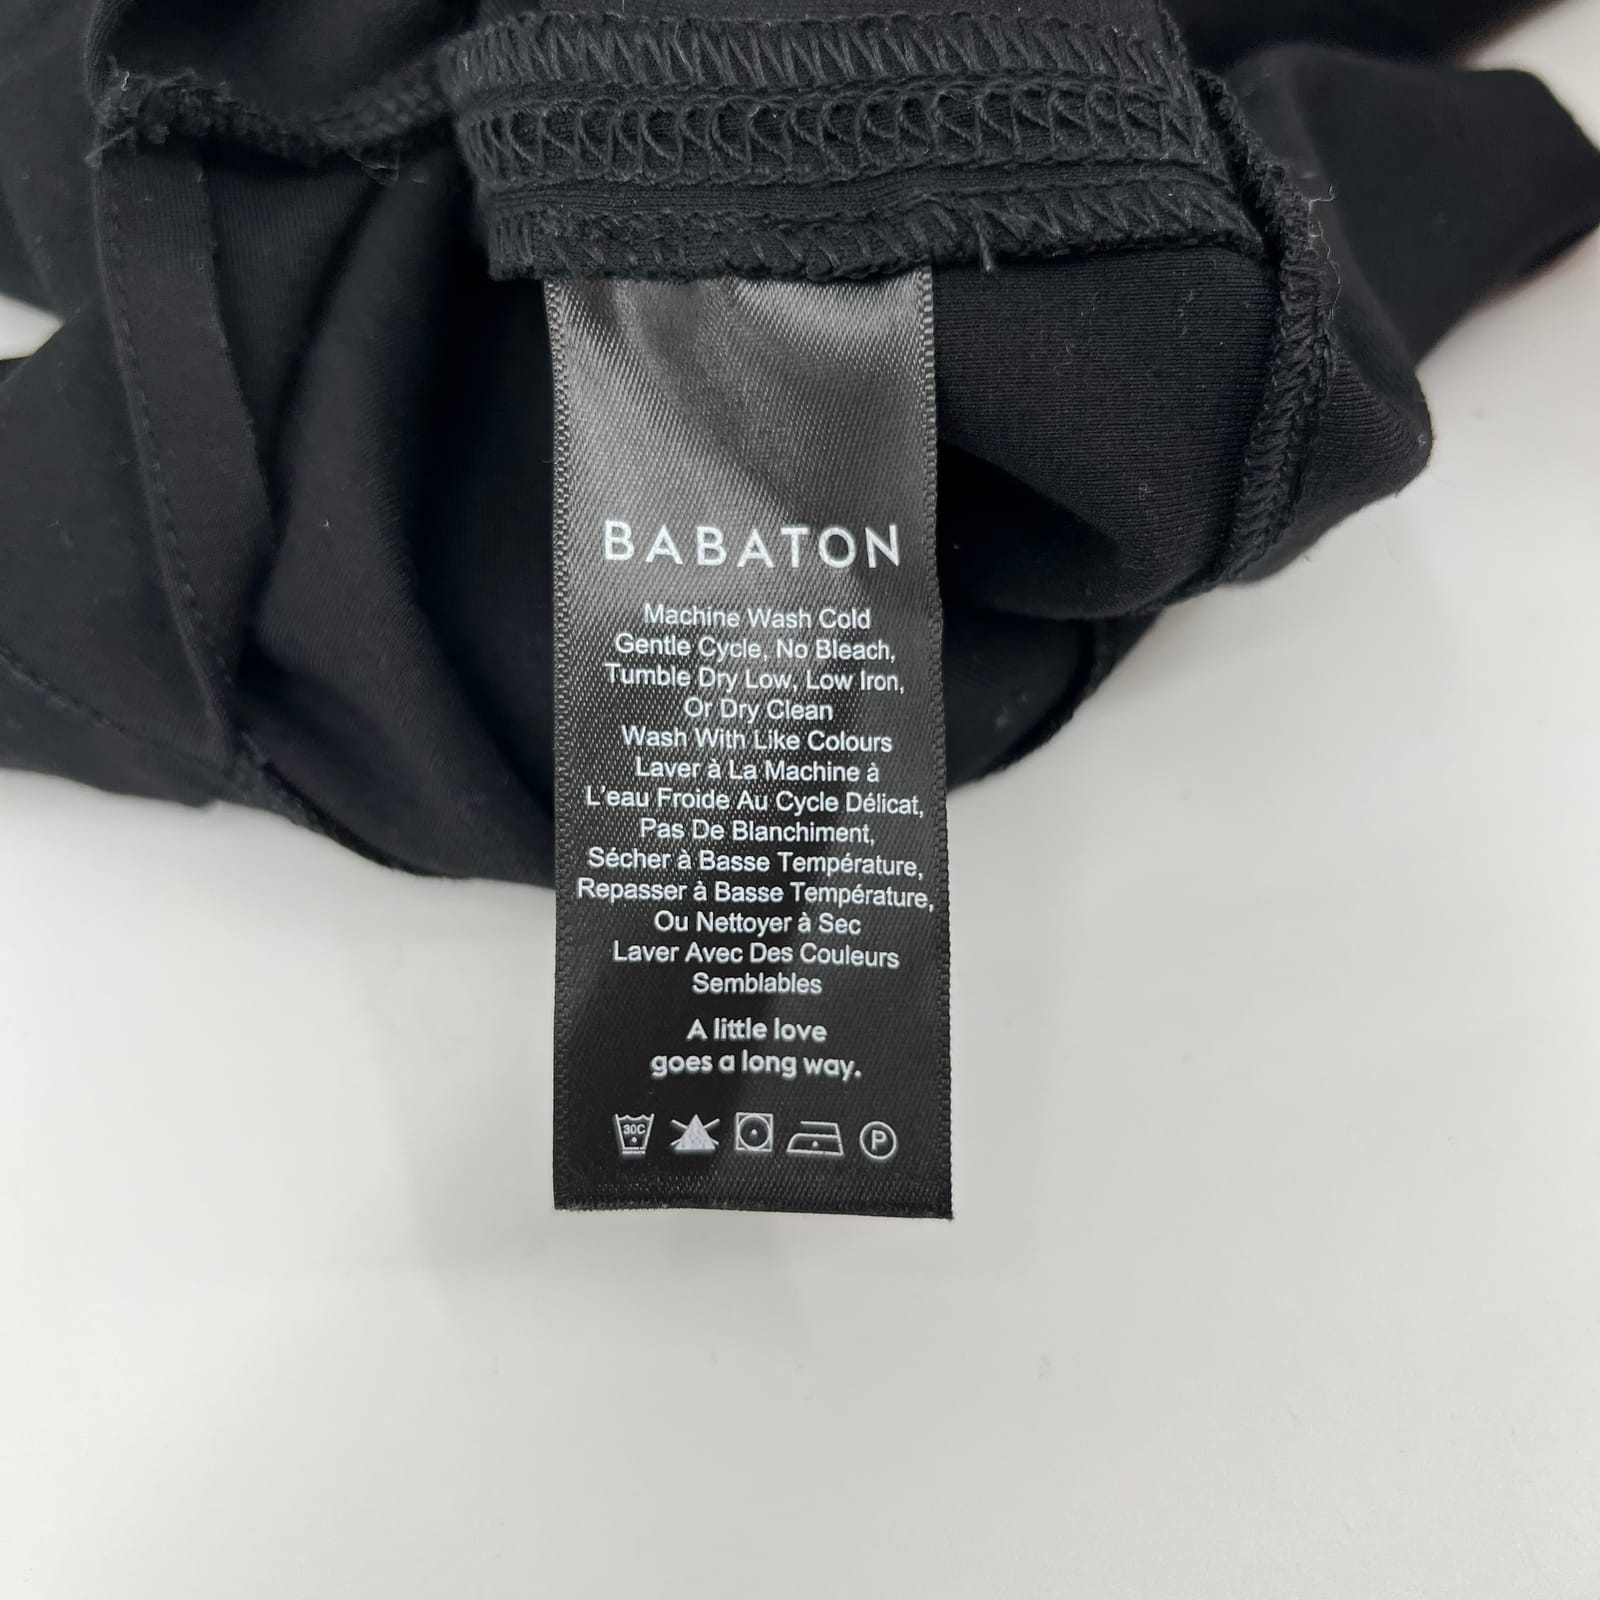 BABATON
Machine Wash Cold
Gentle Cycle, No Bleach,
Tumble Dry Low, Low Iron,
Or Dry Clean
Wash With Like Colours
Laver à La Machine à
L'eau Froide Au Cycle Délicat,
Pas De Blanchiment,
Sécher à Basse Température,
Repasser à Basse Température,
Ou Nettoyer à Sec
Laver Avec Des Couleurs
Semblables
A little love
goes a long way.
30C P